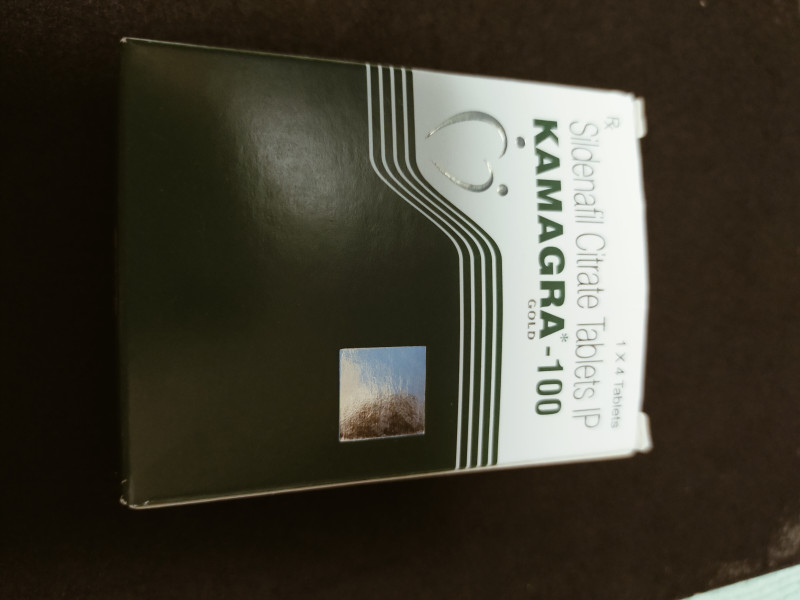 ℞
1 X 4 Tablets
Sildenafil Citrate Tablets IP
KAMAGRA*-100
GOLD